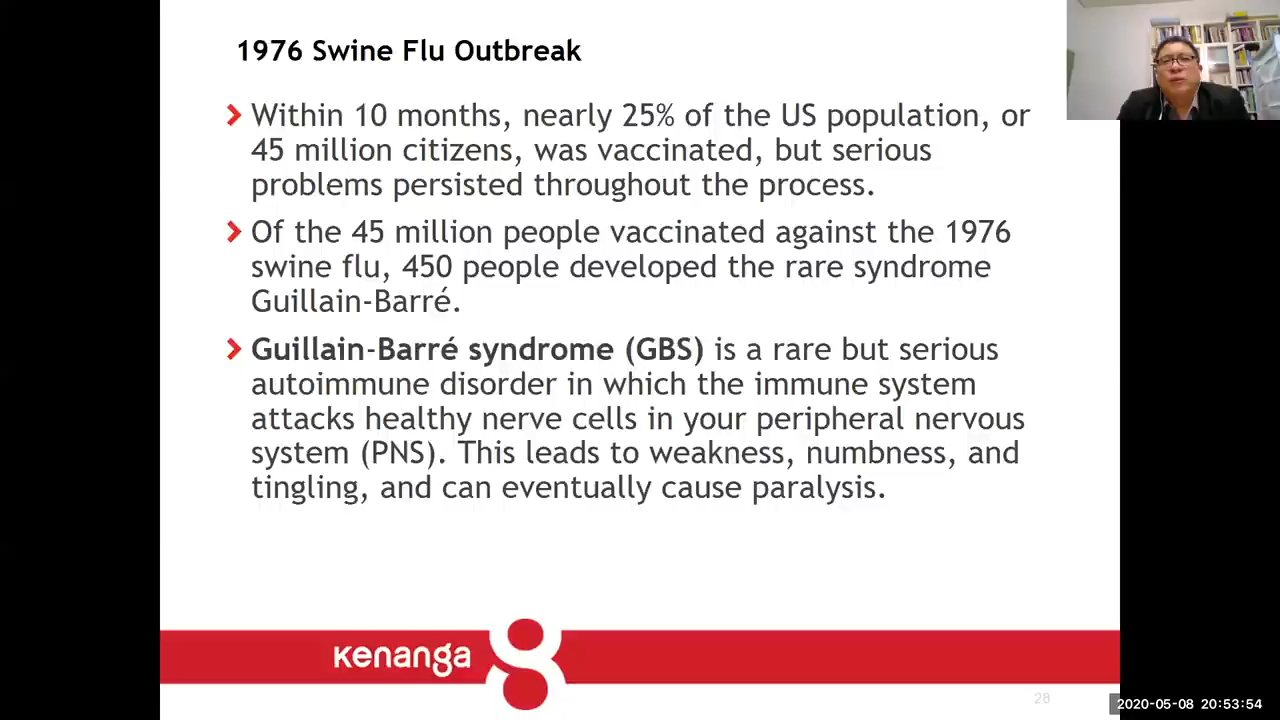 1976 Swine Flu Outbreak
Within 10 months, nearly 25% of the US population, or
45 million citizens, was vaccinated, but serious
problems persisted throughout the process.
Of the 45 million people vaccinated against the 1976
swine flu, 450 people developed the rare syndrome
Guillain-Barré.
Guillain-Barré syndrome (GBS) is a rare but serious
autoimmune disorder in which the immune system
attacks healthy nerve cells in your peripheral nervous
system (PNS). This leads to weakness, numbness, and
tingling, and can eventually cause paralysis.
kenanga
28
2020-05-08 20:53:54